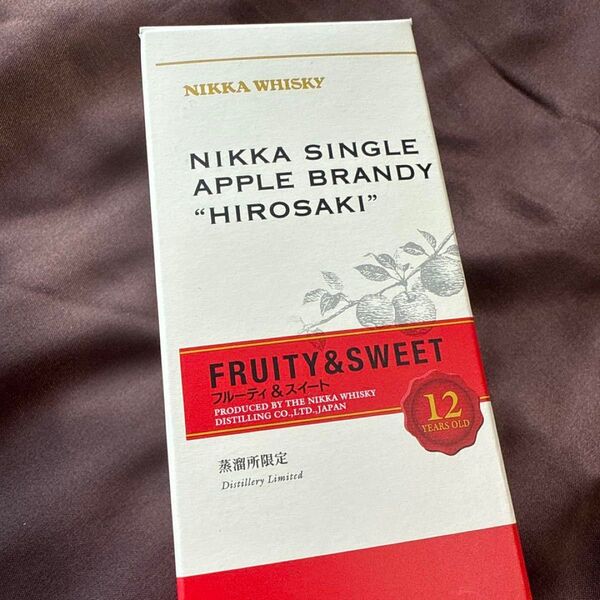 NIKKA WHISKY
NIKKA SINGLE
APPLE BRANDY
“HIROSAKI”
FRUITY&SWEET
フルーティ&スイート
PRODUCED BY THE NIKKA WHISKY
DISTILLING CO.,LTD.,JAPAN
12
YEARS OLD
蒸溜所限定
Distillery Limited